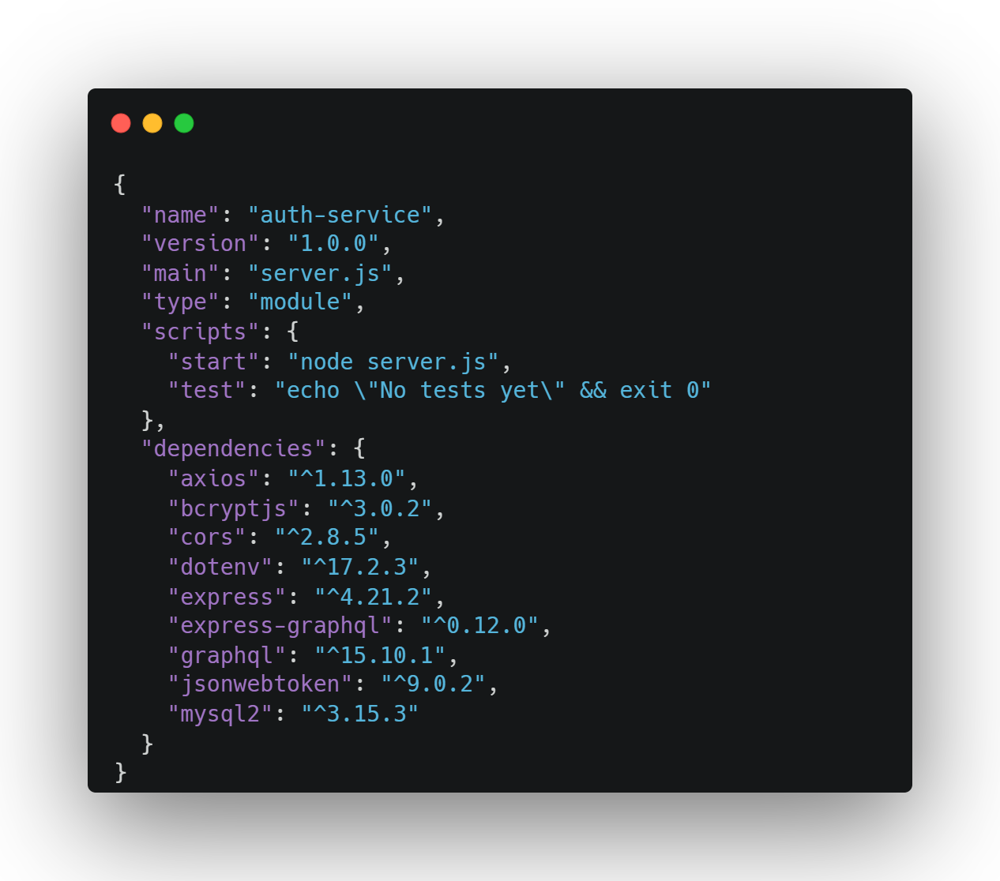 {
  "name": "auth-service",
  "version": "1.0.0",
  "main": "server.js",
  "type": "module",
  "scripts": {
    "start": "node server.js",
    "test": "echo \"No tests yet\" && exit 0"
  },
  "dependencies": {
    "axios": "^1.13.0",
    "bcryptjs": "^3.0.2",
    "cors": "^2.8.5",
    "dotenv": "^17.2.3",
    "express": "^4.21.2",
    "express-graphql": "^0.12.0",
    "graphql": "^15.10.1",
    "jsonwebtoken": "^9.0.2",
    "mysql2": "^3.15.3"
  }
}